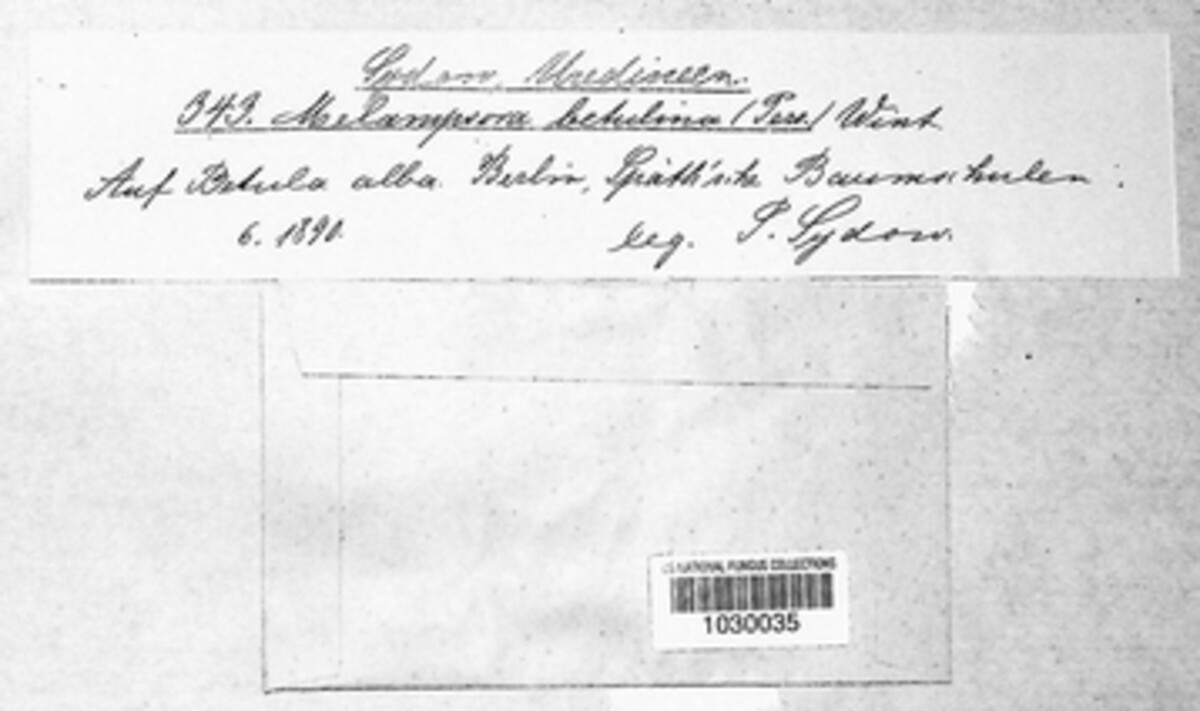 Sydow, Uredineen.
343. Melampsora betulina (Pers.) Wint.
Auf Betula alba. Berlin, Späth'sche Baumschulen.
6. 1890. leg. P. Sydow.
U.S. NATIONAL FUNGUS COLLECTIONS
1030035